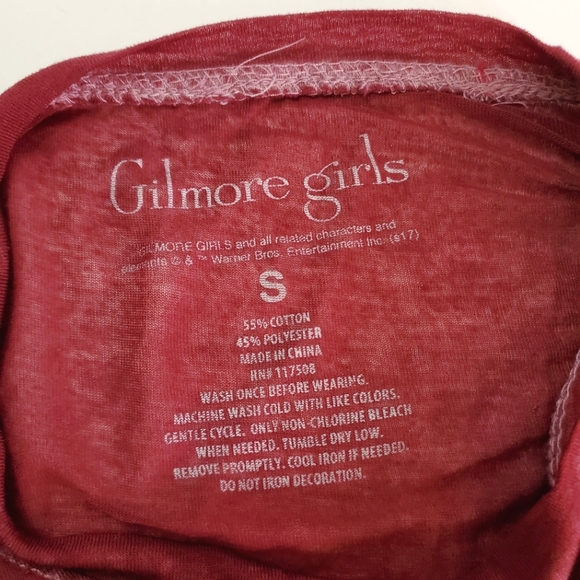 Gilmore girls
GILMORE GIRLS and all related characters and
elements © & ™ Warner Bros. Entertainment Inc. (s17)
S
55% COTTON
45% POLYESTER
MADE IN CHINA
RN# 117508
WASH ONCE BEFORE WEARING.
MACHINE WASH COLD WITH LIKE COLORS.
GENTLE CYCLE. ONLY NON-CHLORINE BLEACH
WHEN NEEDED. TUMBLE DRY LOW.
REMOVE PROMPTLY. COOL IRON IF NEEDED.
DO NOT IRON DECORATION.